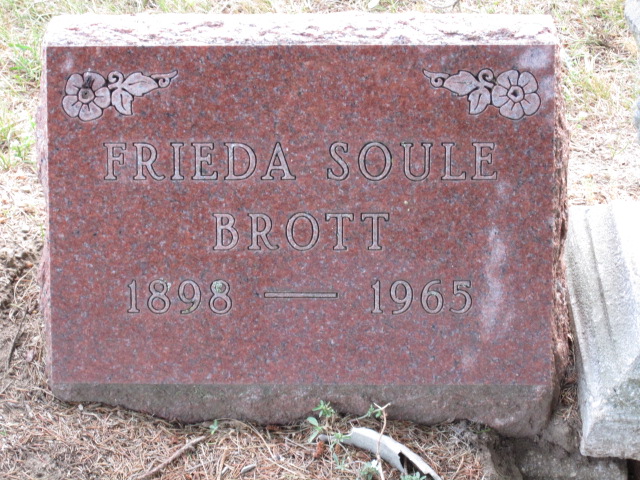 FRIEDA SOULE
BROTT
1898 — 1965